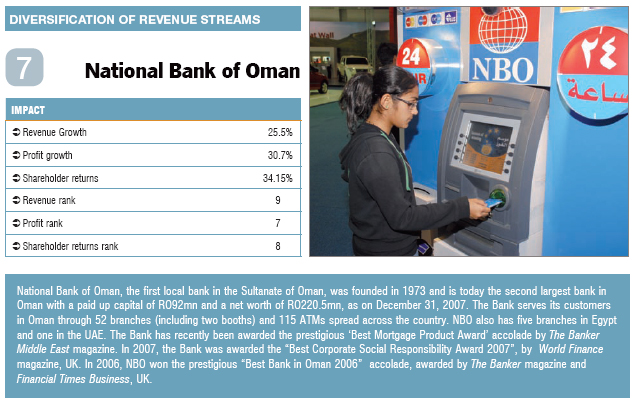 DIVERSIFICATION OF REVENUE STREAMS
7
National Bank of Oman
IMPACT
Revenue Growth 25.5%
Profit growth 30.7%
Shareholder returns 34.15%
Revenue rank 9
Profit rank 7
Shareholder returns rank 8
at Wall
24
NBO
٢٤
ساعة
National Bank of Oman, the first local bank in the Sultanate of Oman, was founded in 1973 and is today the second largest bank in
Oman with a paid up capital of RO92mn and a net worth of RO220.5mn, as on December 31, 2007. The Bank serves its customers
in Oman through 52 branches (including two booths) and 115 ATMs spread across the country. NBO also has five branches in Egypt
and one in the UAE. The Bank has recently been awarded the prestigious ‘Best Mortgage Product Award’ accolade by The Banker
Middle East magazine. In 2007, the Bank was awarded the “Best Corporate Social Responsibility Award 2007”, by World Finance
magazine, UK. In 2006, NBO won the prestigious “Best Bank in Oman 2006” accolade, awarded by The Banker magazine and
Financial Times Business, UK.